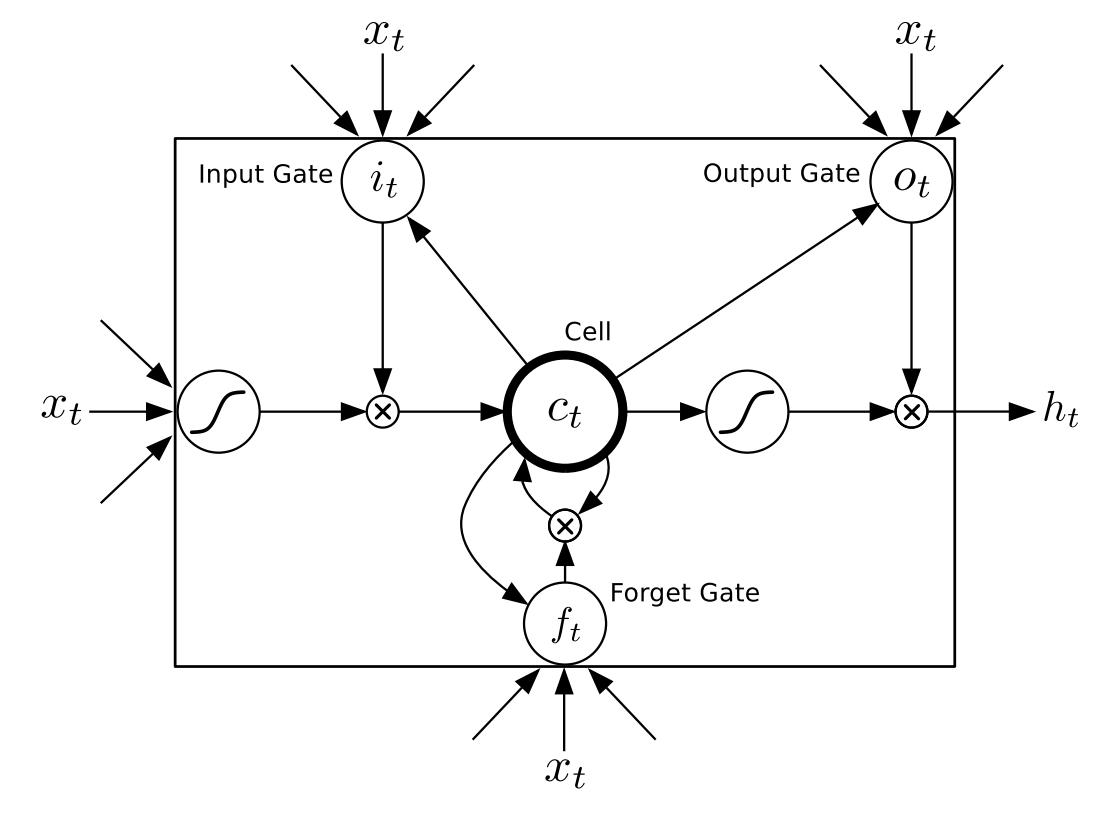 x_t x_t
Input Gate i_t Output Gate o_t
Cell
x_t c_t h_t
Forget Gate
f_t
x_t